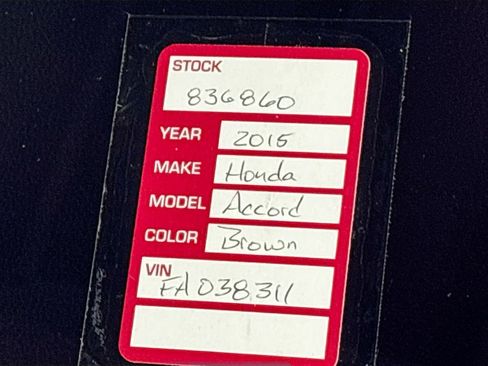 STOCK
836860
YEAR 2015
MAKE Honda
MODEL Accord
COLOR Brown
VIN
FA038311